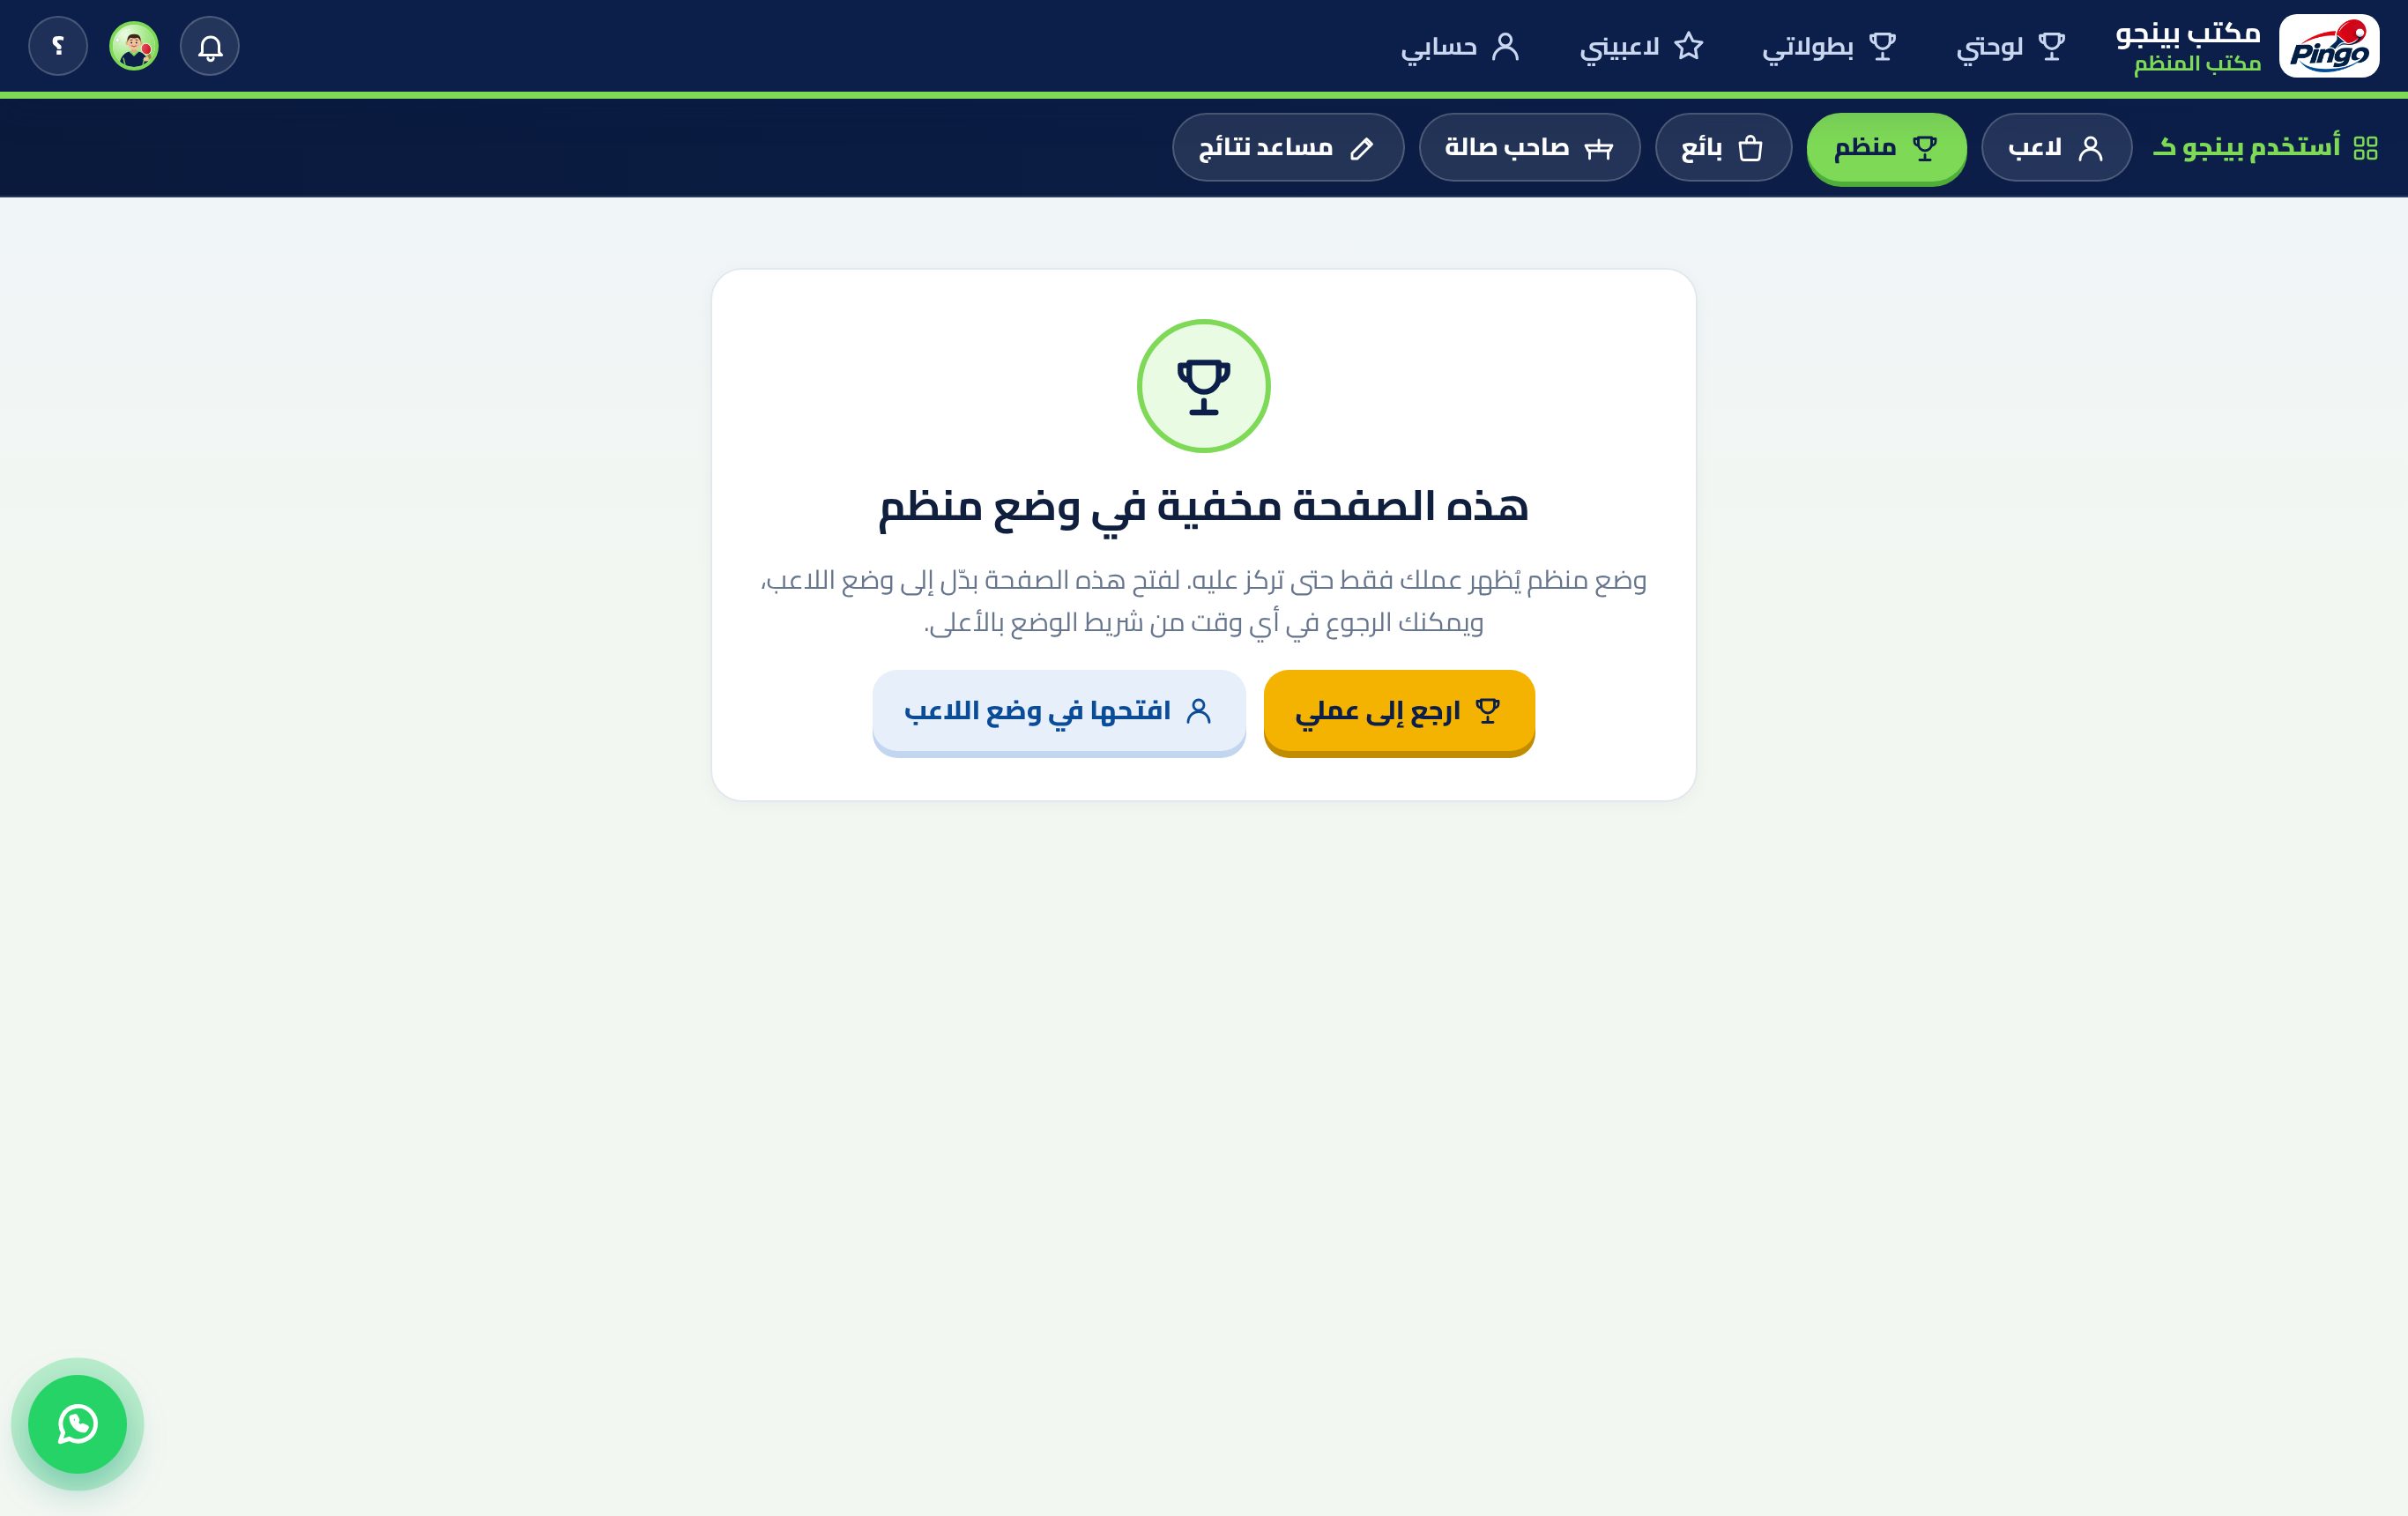 Pingo
مكتب بينجو
مكتب المنظم
لوحتي
بطولاتي
لاعبيني
حسابي
؟
أستخدم بينجو كـ
لاعب
منظم
بائع
صاحب صالة
مساعد نتائج
هذه الصفحة مخفية في وضع منظم
وضع منظم يُظهر عملك فقط حتى تركز عليه. لفتح هذه الصفحة بدّل إلى وضع اللاعب،
ويمكنك الرجوع في أي وقت من شريط الوضع بالأعلى.
ارجع إلى عملي
افتحها في وضع اللاعب